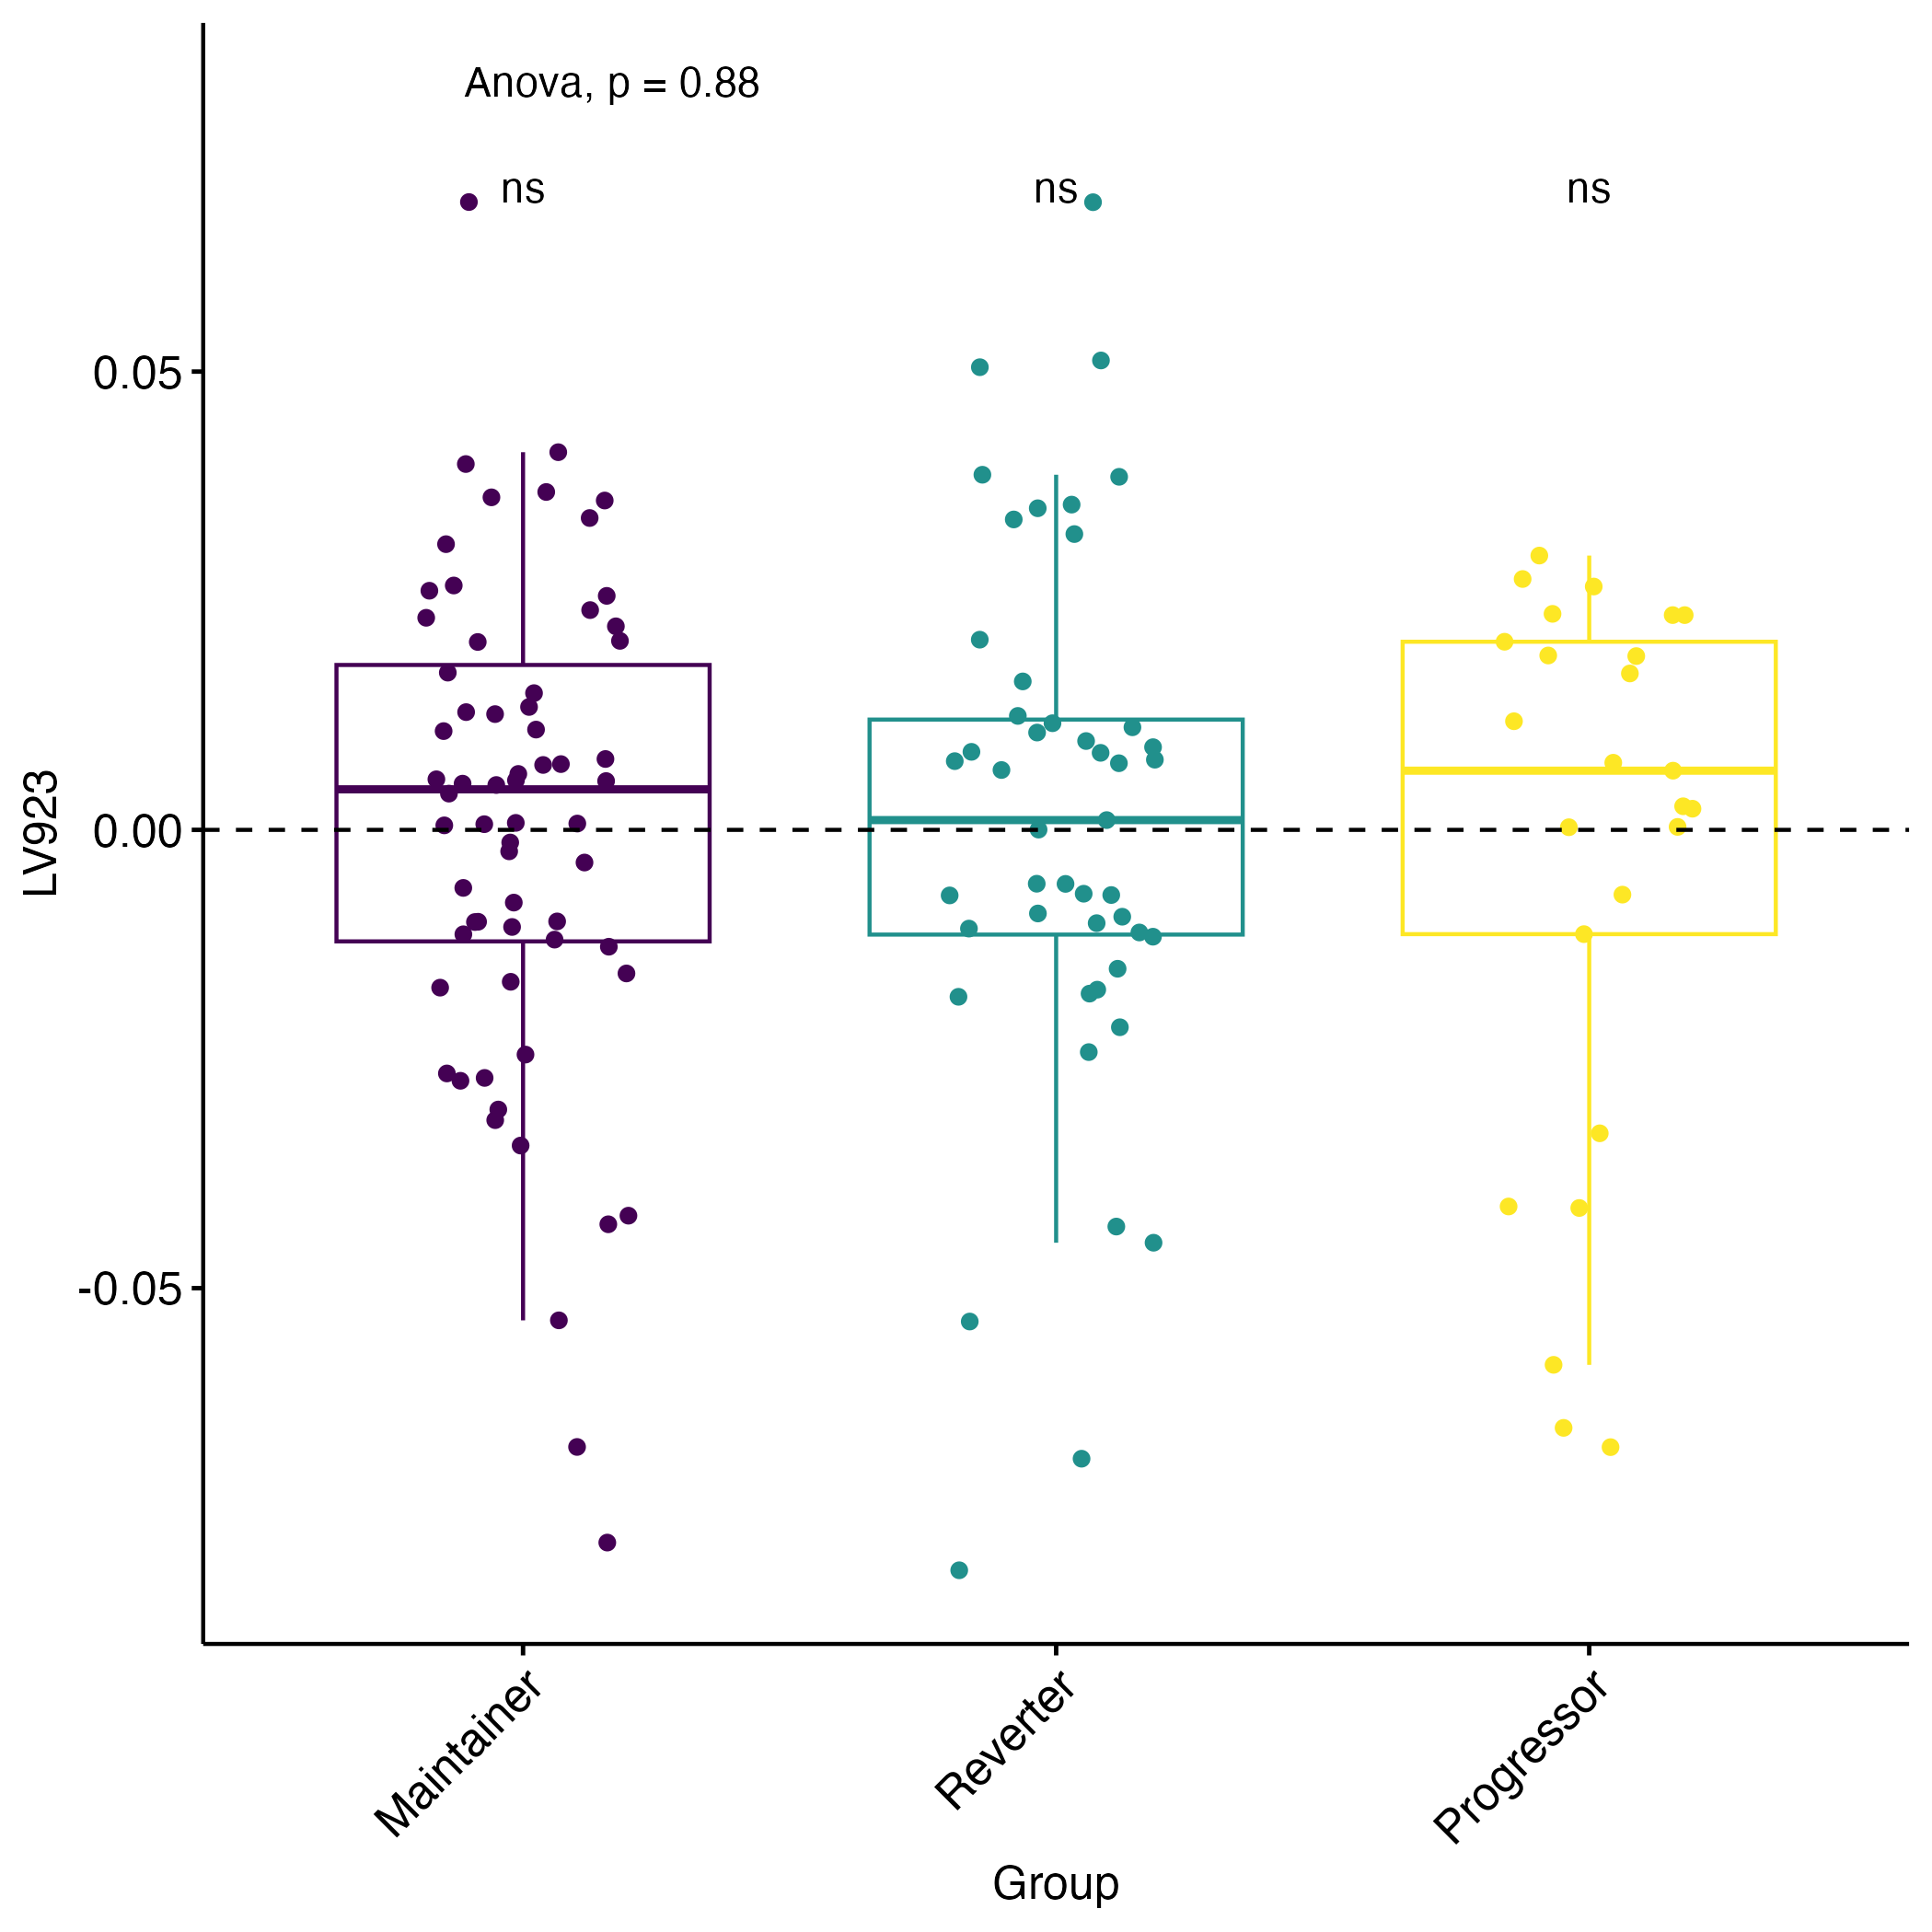 Anova, p = 0.88
ns ns ns
0.05
0.00
-0.05
LV923
Maintainer Reverter Progressor
Group